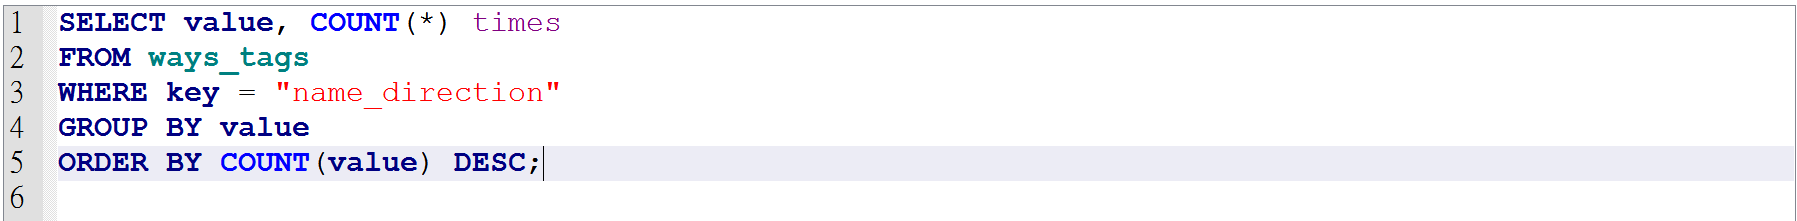 1 SELECT value, COUNT(*) times
2 FROM ways_tags
3 WHERE key = "name_direction"
4 GROUP BY value
5 ORDER BY COUNT(value) DESC;
6